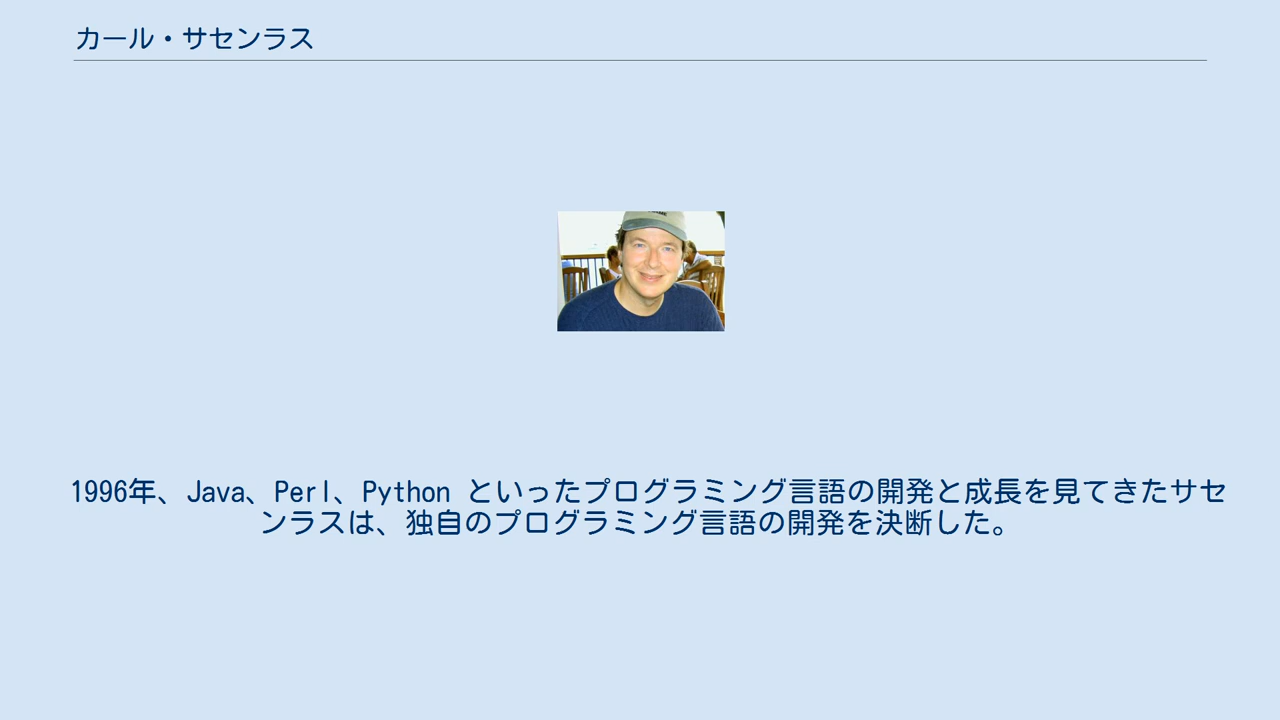 カール・サセンラス
1996年、Java、Perl、Python といったプログラミング言語の開発と成長を見てきたサセ
ンラスは、独自のプログラミング言語の開発を決断した。